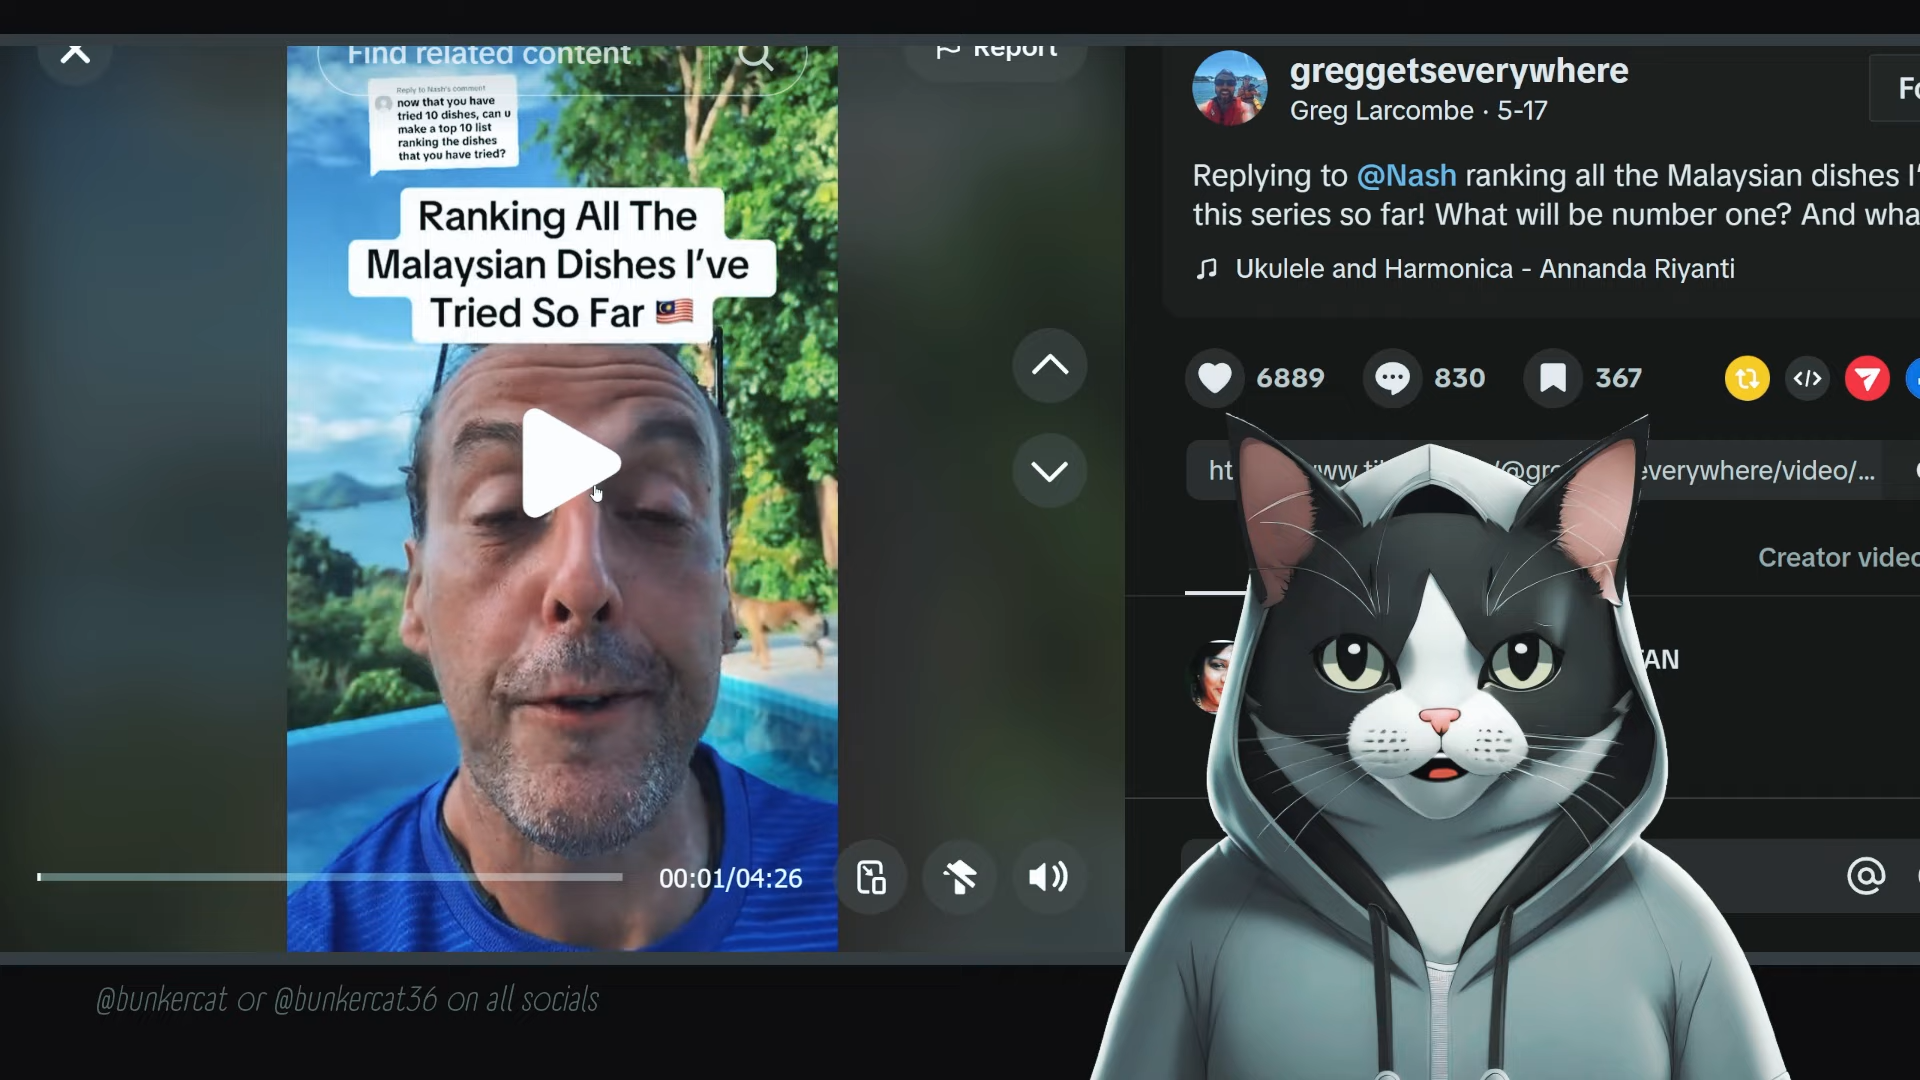 Find related content
Report
Reply to Nash's comment
now that you have
tried 10 dishes, can u
make a top 10 list
ranking the dishes
that you have tried?
Ranking All The
Malaysian Dishes I've
Tried So Far 🇲🇾
00:01/04:26
greggetseverywhere
Greg Larcombe · 5-17
Replying to @Nash ranking all the Malaysian dishes I'
this series so far! What will be number one? And wha
Ukulele and Harmonica - Annanda Riyanti
6889
830
367
everywhere/video/...
Creator video
@bunkercat or @bunkercat36 on all socials